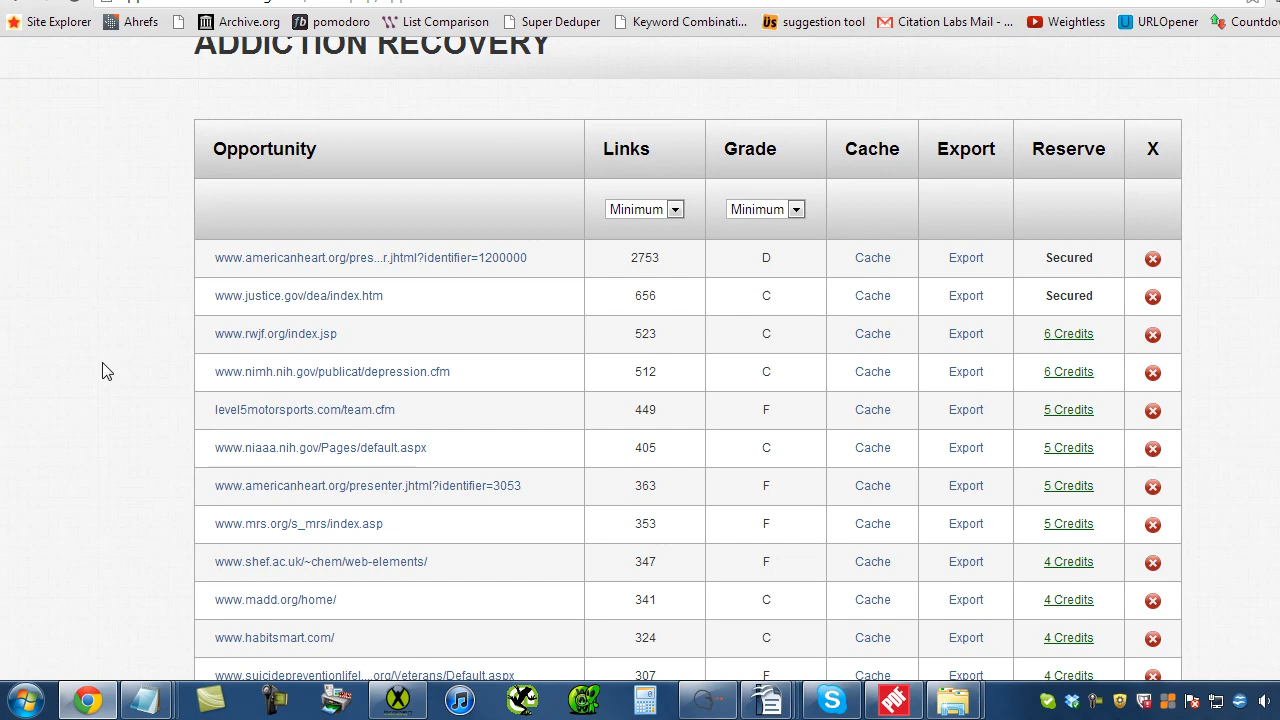 Site Explorer Ahrefs Archive.org pomodoro List Comparison Super Deduper Keyword Combinati... suggestion tool Citation Labs Mail - ... Weightless URLOpener Countdo
ADDICTION RECOVERY
Opportunity Links Grade Cache Export Reserve X
Minimum Minimum
www.americanheart.org/pres...r.jhtml?identifier=1200000 2753 D Cache Export Secured
www.justice.gov/dea/index.htm 656 C Cache Export Secured
www.rwjf.org/index.jsp 523 C Cache Export 6 Credits
www.nimh.nih.gov/publicat/depression.cfm 512 C Cache Export 6 Credits
level5motorsports.com/team.cfm 449 F Cache Export 5 Credits
www.niaaa.nih.gov/Pages/default.aspx 405 C Cache Export 5 Credits
www.americanheart.org/presenter.jhtml?identifier=3053 363 F Cache Export 5 Credits
www.mrs.org/s_mrs/index.asp 353 F Cache Export 5 Credits
www.shef.ac.uk/~chem/web-elements/ 347 F Cache Export 4 Credits
www.madd.org/home/ 341 C Cache Export 4 Credits
www.habitsmart.com/ 324 C Cache Export 4 Credits
www.suicidepreventionlifel....org/Veterans/Default.aspx 307 F Cache Export 4 Credits